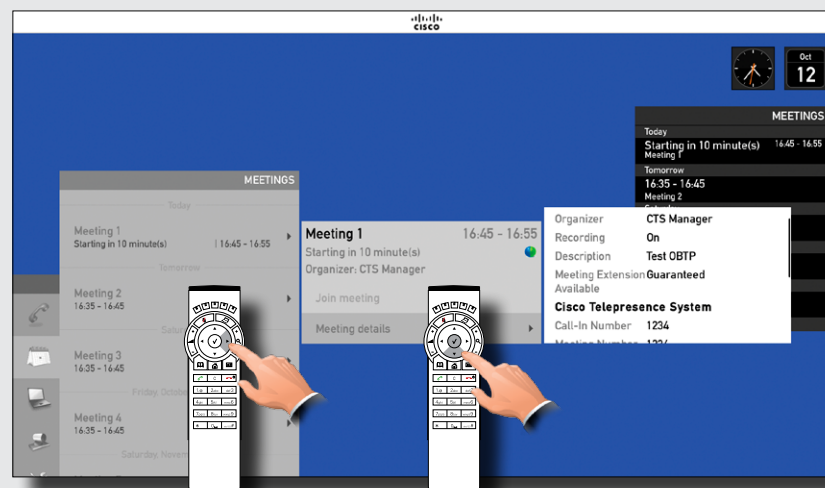 CISCO
Oct
12
MEETINGS
Today
Starting in 10 minute(s) 16:45 - 16:55
Meeting 1
Tomorrow
16:35 - 16:45
Meeting 2
MEETINGS
Today
Meeting 1
Starting in 10 minute(s) | 16:45 - 16:55
Tomorrow
Meeting 2
16:35 - 16:45
Meeting 3
16:35 - 16:45
Friday,
Meeting 4
16:35 - 16:45
Saturday,
Meeting 1 16:45 - 16:55
Starting in 10 minute(s)
Organizer: CTS Manager
Join meeting
Meeting details
Organizer CTS Manager
Recording On
Description Test OBTP
Meeting Extension Guaranteed
Available
Cisco Telepresence System
Call-In Number 1234
Meeting Number 1234